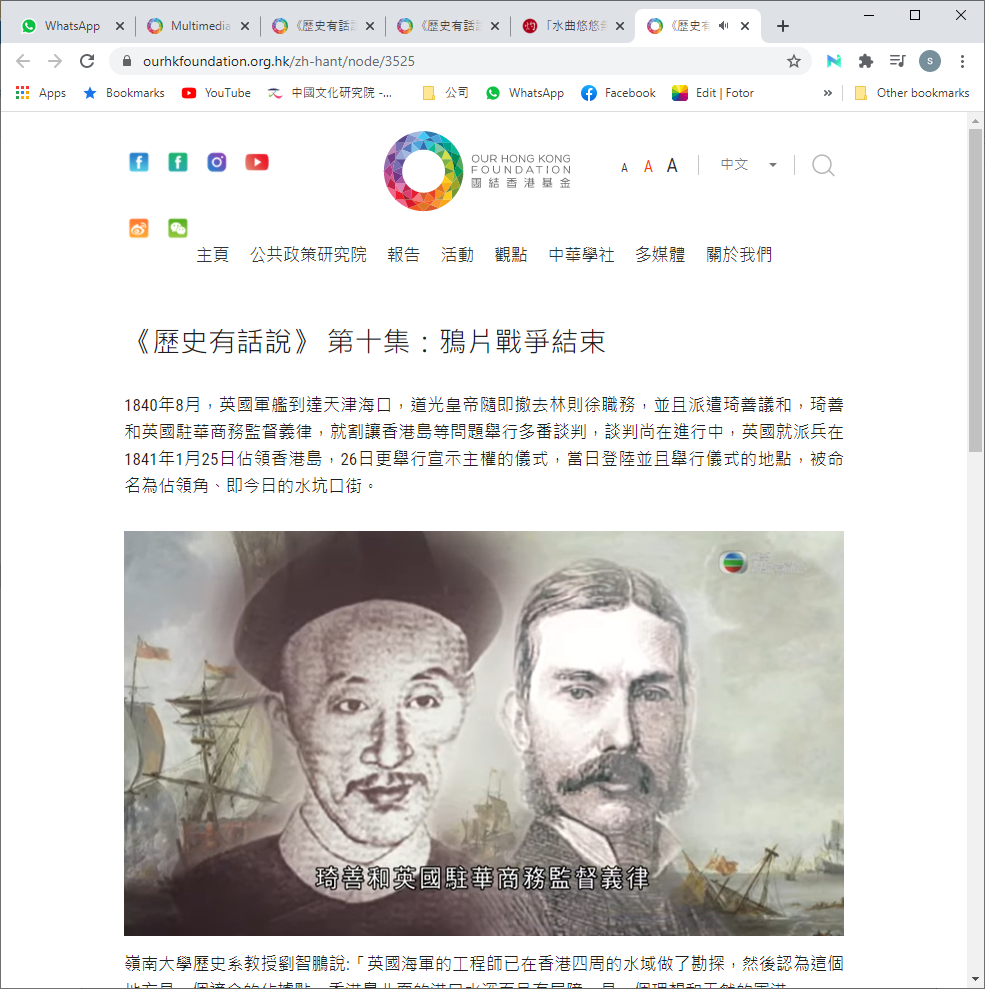 WhatsApp
Multimedia
《歷史有話
《歷史有話
「水曲悠悠
《歷史有
ourhkfoundation.org.hk/zh-hant/node/3525
S
Apps
Bookmarks
YouTube
中國文化研究院 -...
公司
WhatsApp
Facebook
Edit | Fotor
»
Other bookmarks
OUR HONG KONG
FOUNDATION
團結香港基金
A A A
中文
主頁 公共政策研究院 報告 活動 觀點 中華學社 多媒體 關於我們
《歷史有話說》 第十集：鴉片戰爭結束
1840年8月，英國軍艦到達天津海口，道光皇帝隨即撤去林則徐職務，並且派遣琦善議和，琦善
和英國駐華商務監督義律，就割讓香港島等問題舉行多番談判，談判尚在進行中，英國就派兵在
1841年1月25日佔領香港島，26日更舉行宣示主權的儀式，當日登陸並且舉行儀式的地點，被命
名為佔領角、即今日的水坑口街。
琦善和英國駐華商務監督義律
嶺南大學歷史系教授劉智鵬說:「英國海軍的工程師已在香港四周的水域做了勘探，然後認為這個